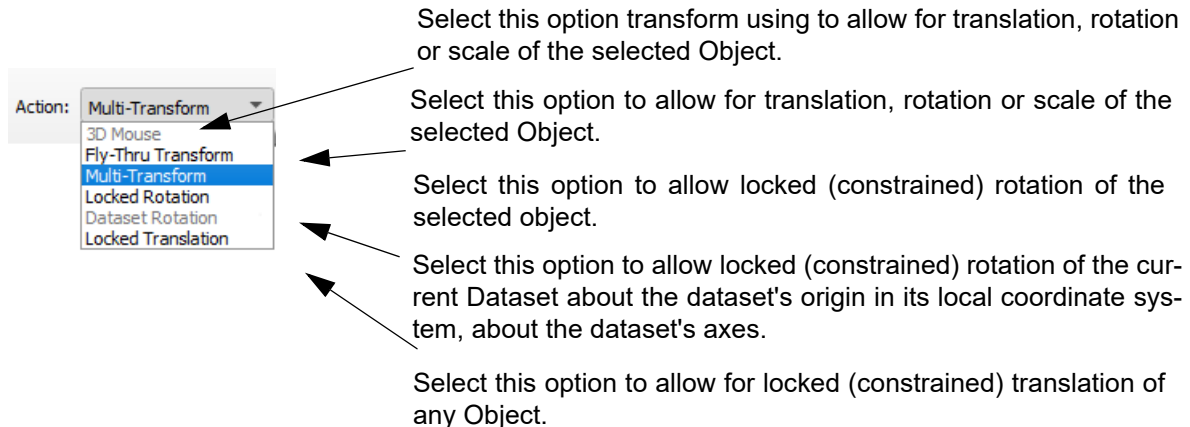 Select this option transform using to allow for translation, rotation
or scale of the selected Object.
Action: Multi-Transform
3D Mouse
Fly-Thru Transform
Multi-Transform
Locked Rotation
Dataset Rotation
Locked Translation
Select this option to allow for translation, rotation or scale of the
selected Object.
Select this option to allow locked (constrained) rotation of the
selected object.
Select this option to allow locked (constrained) rotation of the cur-
rent Dataset about the dataset's origin in its local coordinate sys-
tem, about the dataset's axes.
Select this option to allow for locked (constrained) translation of
any Object.